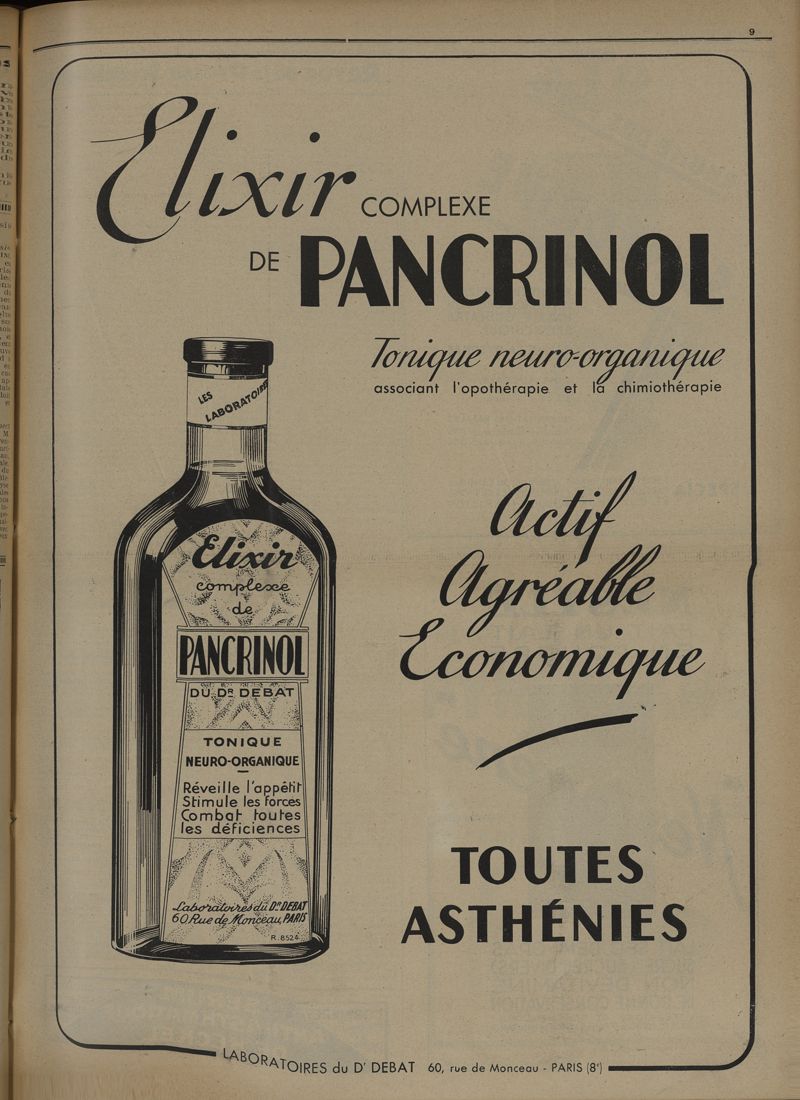 9
Elixir COMPLEXE
DE PANCRINOL
Tonique neuro-organique
associant l'opothérapie et la chimiothérapie
LES
LABORATOIRES
Elixir
complexe
de
PANCRINOL
DU DR DEBAT
TONIQUE
NEURO-ORGANIQUE
Réveille l'appétit
Stimule les forces
Combat toutes
les déficiences
Laboratoires du Dr DEBAT
60 Rue de Monceau, PARIS
R.8524
Actif
Agréable
Economique
TOUTES
ASTHÉNIES
LABORATOIRES du Dr DEBAT 60, rue de Monceau - PARIS (8e)